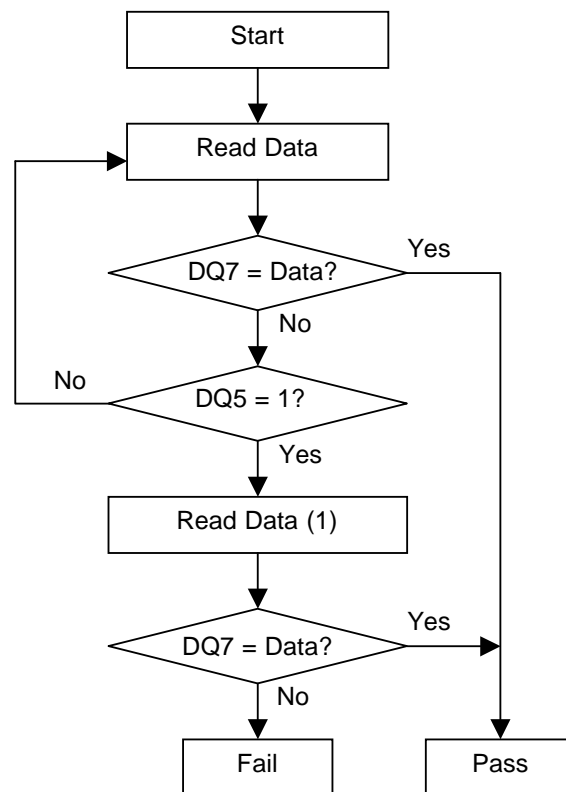 Start
Read Data
DQ7 = Data?
Yes
No
DQ5 = 1?
No
Yes
Read Data (1)
DQ7 = Data?
Yes
No
Fail
Pass